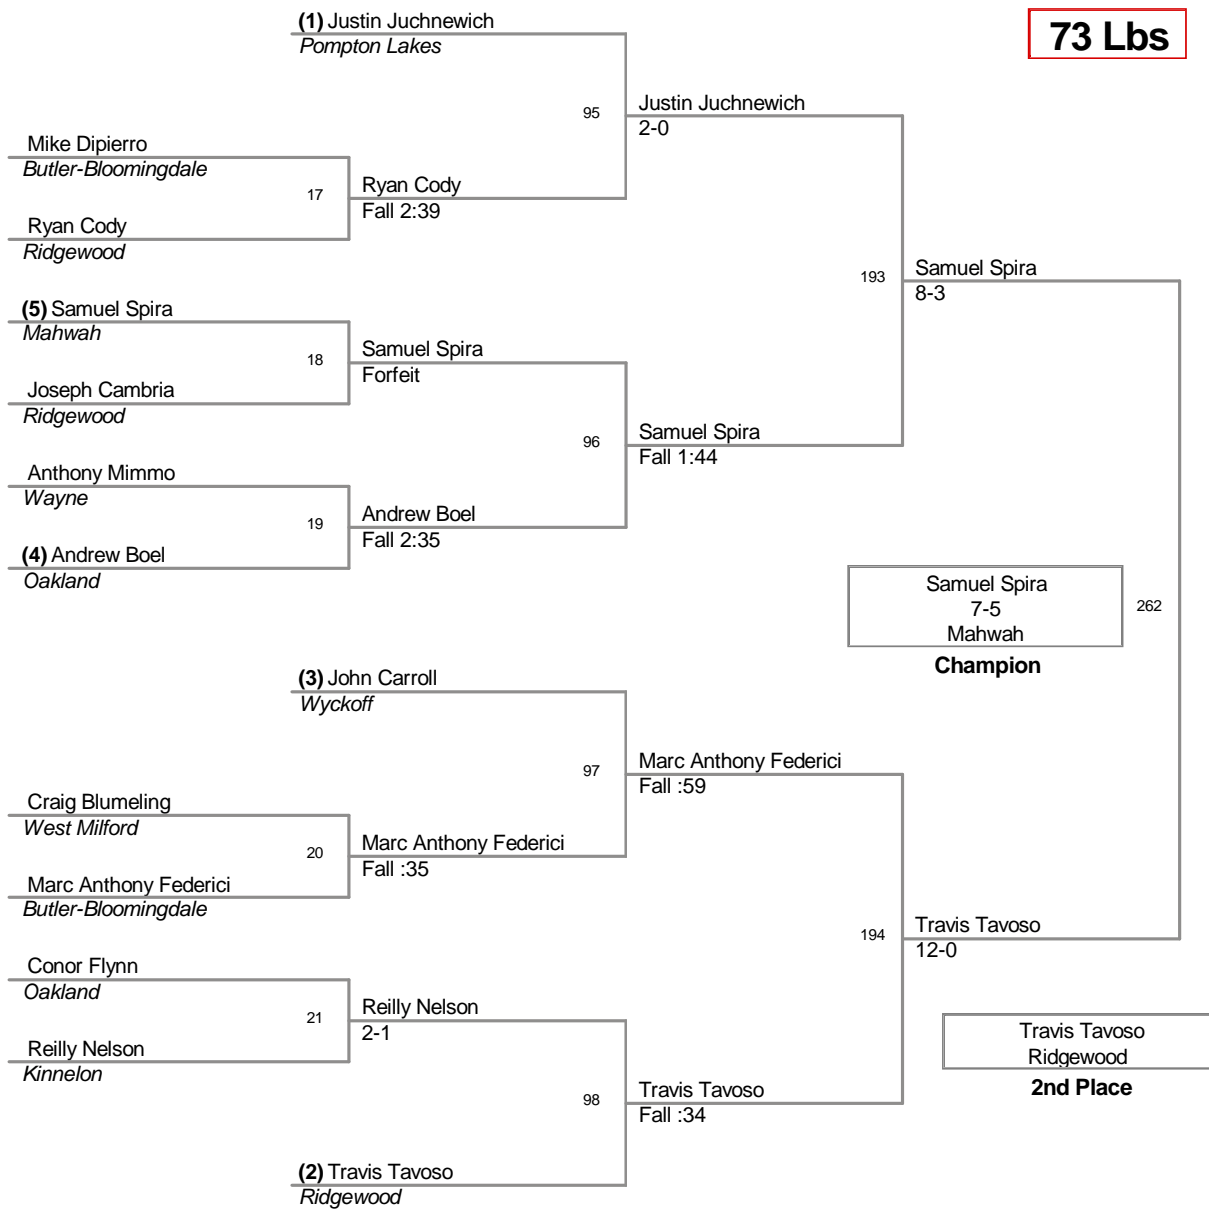 (1) Justin Juchnewich
Pompton Lakes
73 Lbs
95
Justin Juchnewich
2-0
Mike Dipierro
Butler-Bloomingdale
17
Ryan Cody
Fall 2:39
Ryan Cody
Ridgewood
193
Samuel Spira
8-3
(5) Samuel Spira
Mahwah
18
Samuel Spira
Forfeit
Joseph Cambria
Ridgewood
96
Samuel Spira
Fall 1:44
Anthony Mimmo
Wayne
19
Andrew Boel
Fall 2:35
(4) Andrew Boel
Oakland
Samuel Spira
7-5
Mahwah
262
Champion
(3) John Carroll
Wyckoff
97
Marc Anthony Federici
Fall :59
Craig Blumeling
West Milford
20
Marc Anthony Federici
Fall :35
Marc Anthony Federici
Butler-Bloomingdale
194
Travis Tavoso
12-0
Conor Flynn
Oakland
21
Reilly Nelson
2-1
Reilly Nelson
Kinnelon
Travis Tavoso
Ridgewood
2nd Place
98
Travis Tavoso
Fall :34
(2) Travis Tavoso
Ridgewood